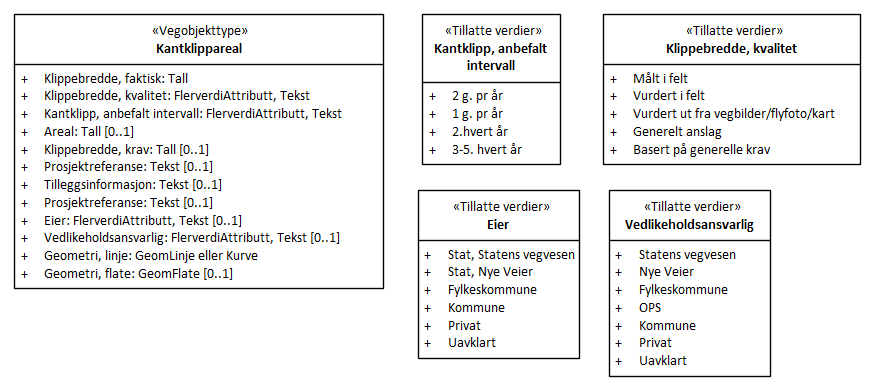 «Vegobjekttype»
Kantklippareal
+ Klippebredde, faktisk: Tall
+ Klippebredde, kvalitet: FlerverdiAttributt, Tekst
+ Kantklipp, anbefalt intervall: FlerverdiAttributt, Tekst
+ Areal: Tall [0..1]
+ Klippebredde, krav: Tall [0..1]
+ Prosjektreferanse: Tekst [0..1]
+ Tilleggsinformasjon: Tekst [0..1]
+ Prosjektreferanse: Tekst [0..1]
+ Eier: FlerverdiAttributt, Tekst [0..1]
+ Vedlikeholdsansvarlig: FlerverdiAttributt, Tekst [0..1]
+ Geometri, linje: GeomLinje eller Kurve
+ Geometri, flate: GeomFlate [0..1]
«Tillatte verdier»
Kantklipp, anbefalt
intervall
+ 2 g. pr år
+ 1 g. pr år
+ 2.hvert år
+ 3-5. hvert år
«Tillatte verdier»
Klippebredde, kvalitet
+ Målt i felt
+ Vurdert i felt
+ Vurdert ut fra vegbilder/flyfoto/kart
+ Generelt anslag
+ Basert på generelle krav
«Tillatte verdier»
Eier
+ Stat, Statens vegvesen
+ Stat, Nye Veier
+ Fylkeskommune
+ Kommune
+ Privat
+ Uavklart
«Tillatte verdier»
Vedlikeholdsansvarlig
+ Statens vegvesen
+ Nye Veier
+ Fylkeskommune
+ OPS
+ Kommune
+ Privat
+ Uavklart